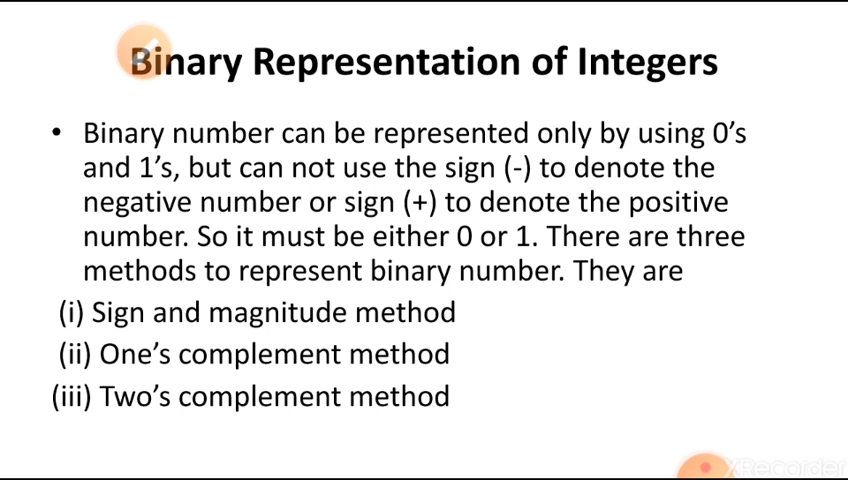 Binary Representation of Integers
• Binary number can be represented only by using 0’s
and 1’s, but can not use the sign (-) to denote the
negative number or sign (+) to denote the positive
number. So it must be either 0 or 1. There are three
methods to represent binary number. They are
(i) Sign and magnitude method
(ii) One’s complement method
(iii) Two’s complement method
XRecorder